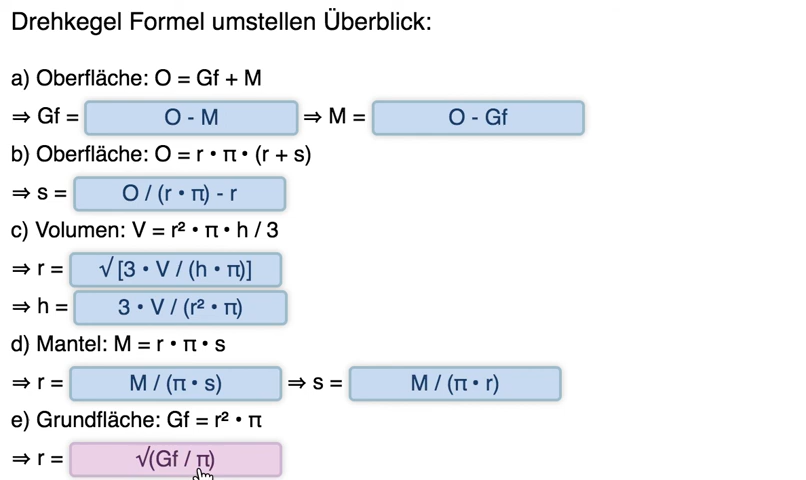 Drehkegel Formel umstellen Überblick:
a) Oberfläche: O = Gf + M
⇒ Gf = O - M ⇒ M = O - Gf
b) Oberfläche: O = r • π • (r + s)
⇒ s = O / (r • π) - r
c) Volumen: V = r² • π • h / 3
⇒ r = √ [3 • V / (h • π)]
⇒ h = 3 • V / (r² • π)
d) Mantel: M = r • π • s
⇒ r = M / (π • s) ⇒ s = M / (π • r)
e) Grundfläche: Gf = r² • π
⇒ r = √(Gf / π)